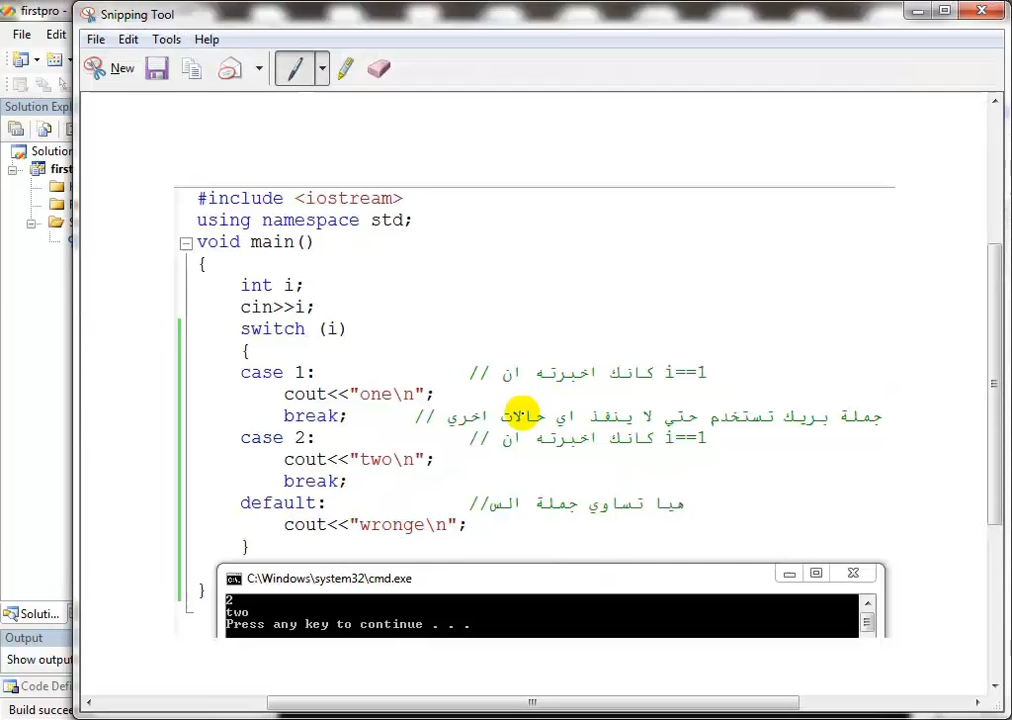 firstpro -
Snipping Tool
File Edit
File Edit Tools Help
New
Solution Expl
Solution
first
#include <iostream>
using namespace std;
void main()
{
int i;
cin>>i;
switch (i)
{
case 1: // كانك اخبرته ان i==1
cout<<"one\n";
break; // جملة بريك تستخدم حتي لا ينفذ اي حالات اخري
case 2: // كانك اخبرته ان i==1
cout<<"two\n";
break;
default: //هيا تساوي جملة الس
cout<<"wronge\n";
}
}
C:\Windows\system32\cmd.exe
2
two
Press any key to continue . . .
Soluti...
Output
Show output
Code Defi
Build succee